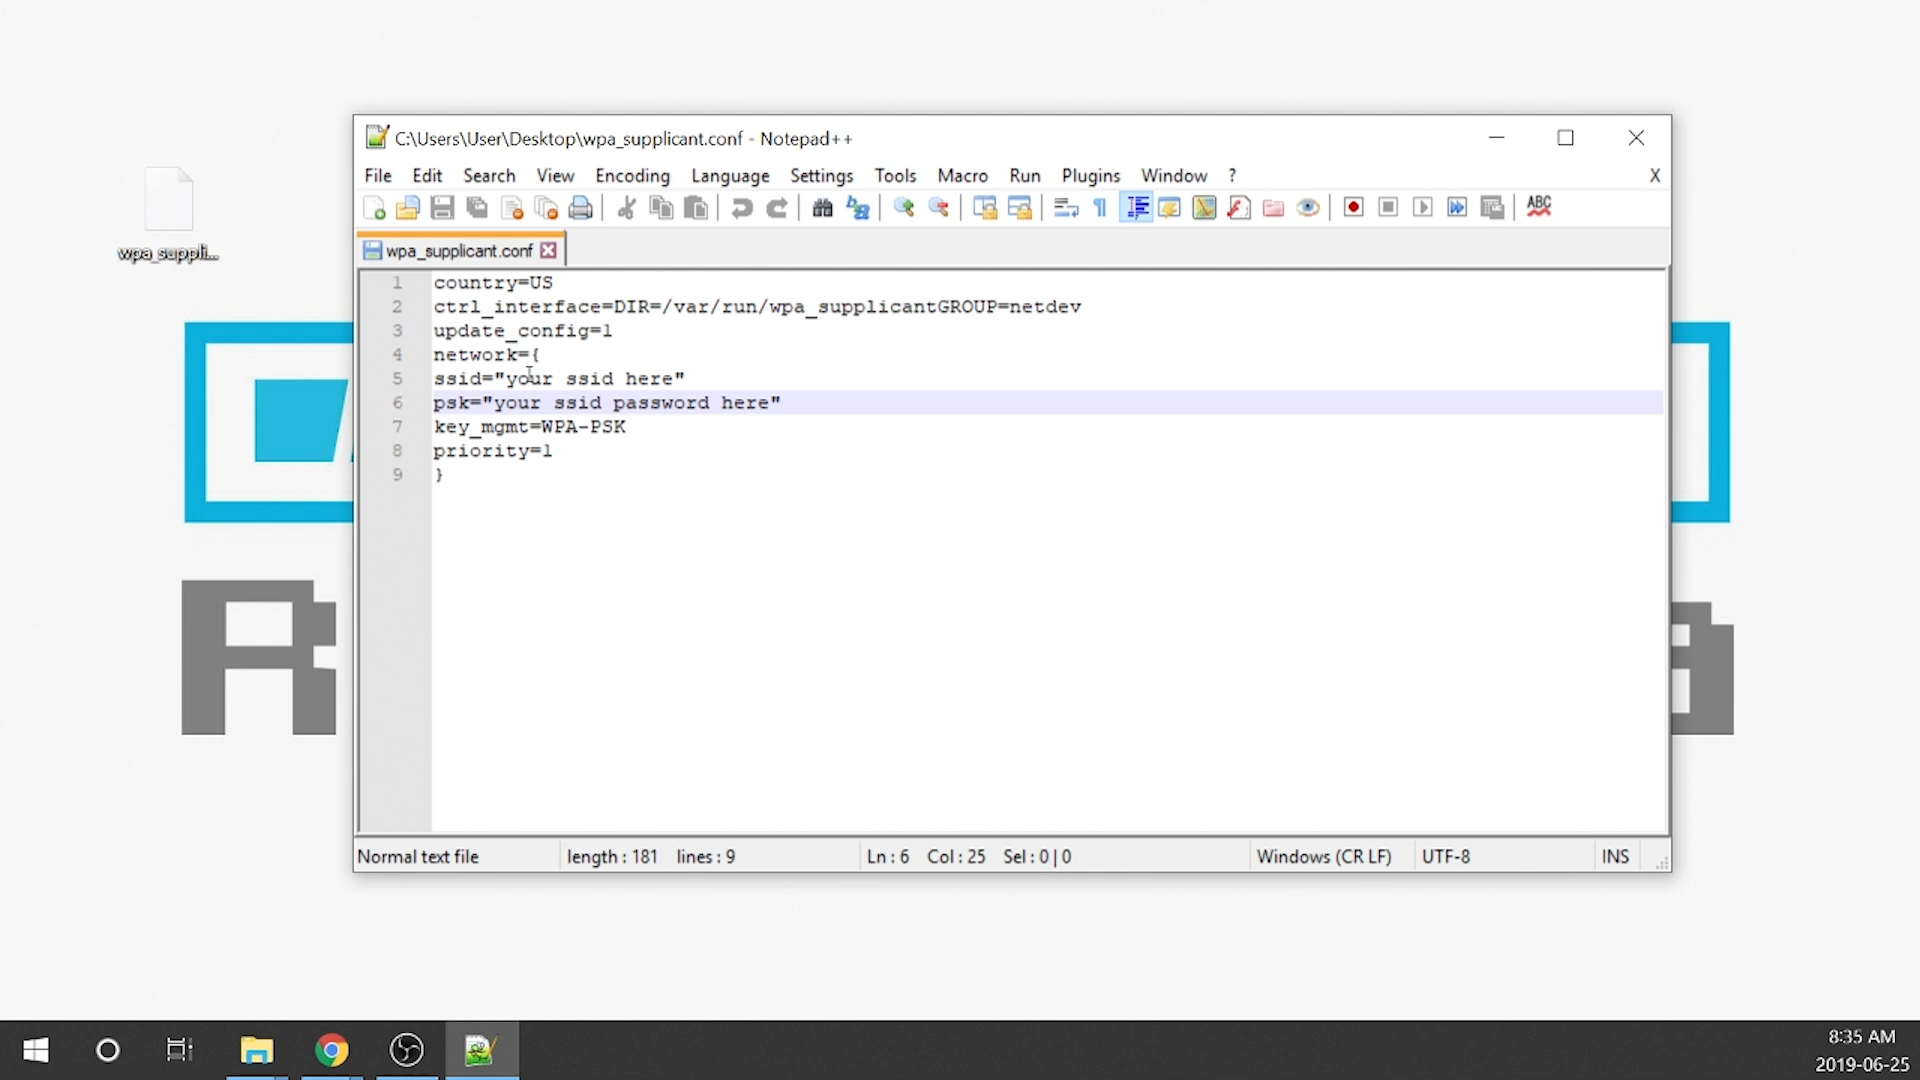 C:\Users\User\Desktop\wpa_supplicant.conf - Notepad++
File Edit Search View Encoding Language Settings Tools Macro Run Plugins Window ? X
ABC
wpa_suppli...
wpa_supplicant.conf
1 country=US
2 ctrl_interface=DIR=/var/run/wpa_supplicantGROUP=netdev
3 update_config=1
4 network={
5 ssid="your ssid here"
6 psk="your ssid password here"
7 key_mgmt=WPA-PSK
8 priority=1
9 }
R
Normal text file length : 181 lines : 9 Ln : 6 Col : 25 Sel : 0 | 0 Windows (CR LF) UTF-8 INS
8:35 AM
2019-06-25